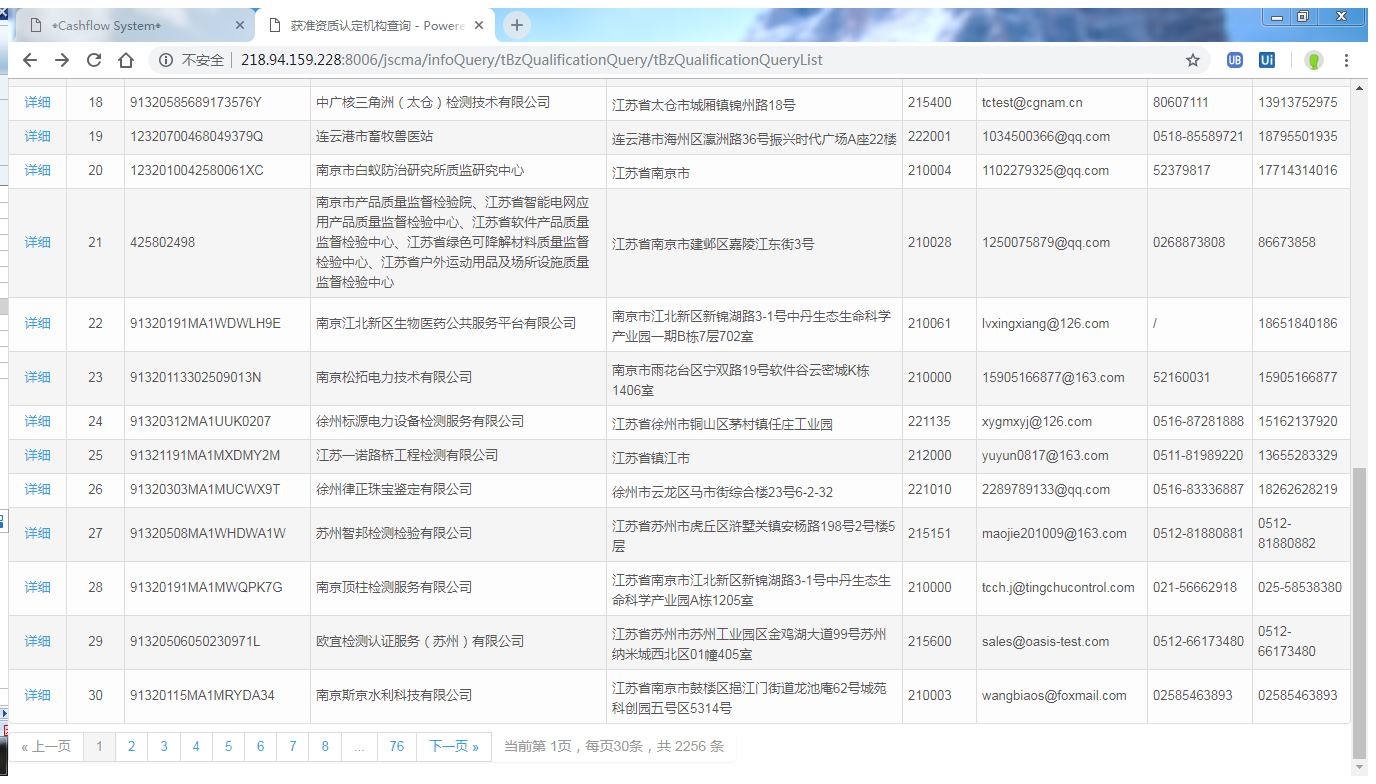 *Cashflow System*
获准资质认定机构查询 - Powere
不安全 218.94.159.228:8006/jscma/infoQuery/tBzQualificationQuery/tBzQualificationQueryList
详细 18 91320585689173576Y 中广核三角洲（太仓）检测技术有限公司 江苏省太仓市城厢镇锦州路18号 215400 tctest@cgnam.cn 80607111 13913752975
详细 19 12320700468049379Q 连云港市畜牧兽医站 连云港市海州区瀛洲路36号振兴时代广场A座22楼 222001 1034500366@qq.com 0518-85589721 18795501935
详细 20 1232010042580061XC 南京市白蚁防治研究所质监研究中心 江苏省南京市 210004 1102279325@qq.com 52379817 17714314016
南京市产品质量监督检验院、江苏省智能电网应
用产品质量监督检验中心、江苏省软件产品质量
详细 21 425802498 监督检验中心、江苏省绿色可降解材料质量监督 江苏省南京市建邺区嘉陵江东街3号 210028 1250075879@qq.com 0268873808 86673858
检验中心、江苏省户外运动用品及场所设施质量
监督检验中心
详细 22 91320191MA1WDWLH9E 南京江北新区生物医药公共服务平台有限公司 南京市江北新区新锦湖路3-1号中丹生态生命科学
产业园一期B栋7层702室 210061 lvxingxiang@126.com / 18651840186
详细 23 91320113302509013N 南京松拓电力技术有限公司 南京市雨花台区宁双路19号软件谷云密城K栋
1406室 210000 15905166877@163.com 52160031 15905166877
详细 24 91320312MA1UUK0207 徐州标源电力设备检测服务有限公司 江苏省徐州市铜山区茅村镇任庄工业园 221135 xygmxyj@126.com 0516-87281888 15162137920
详细 25 91321191MA1MXDMY2M 江苏一诺路桥工程检测有限公司 江苏省镇江市 212000 yuyun0817@163.com 0511-81989220 13655283329
详细 26 91320303MA1MUCWX9T 徐州律正珠宝鉴定有限公司 徐州市云龙区马市街综合楼23号6-2-32 221010 2289789133@qq.com 0516-83336887 18262628219
详细 27 91320508MA1WHDWA1W 苏州智邦检测检验有限公司 江苏省苏州市虎丘区浒墅关镇安杨路198号2号楼5
层 215151 maojie201009@163.com 0512-81880881 0512-
81880882
详细 28 91320191MA1MWQPK7G 南京顶柱检测服务有限公司 江苏省南京市江北新区新锦湖路3-1号中丹生态生
命科学产业园A栋1205室 210000 tcch.j@tingchucontrol.com 021-56662918 025-58538380
详细 29 91320506050230971L 欧宜检测认证服务（苏州）有限公司 江苏省苏州市苏州工业园区金鸡湖大道99号苏州
纳米城西北区01幢405室 215600 sales@oasis-test.com 0512-66173480 0512-
66173480
详细 30 91320115MA1MRYDA34 南京斯京水利科技有限公司 江苏省南京市鼓楼区挹江门街道龙池庵62号城苑
科创园五号区5314号 210003 wangbiaos@foxmail.com 02585463893 02585463893
« 上一页 1 2 3 4 5 6 7 8 ... 76 下一页 » 当前第 1页，每页30条，共 2256 条